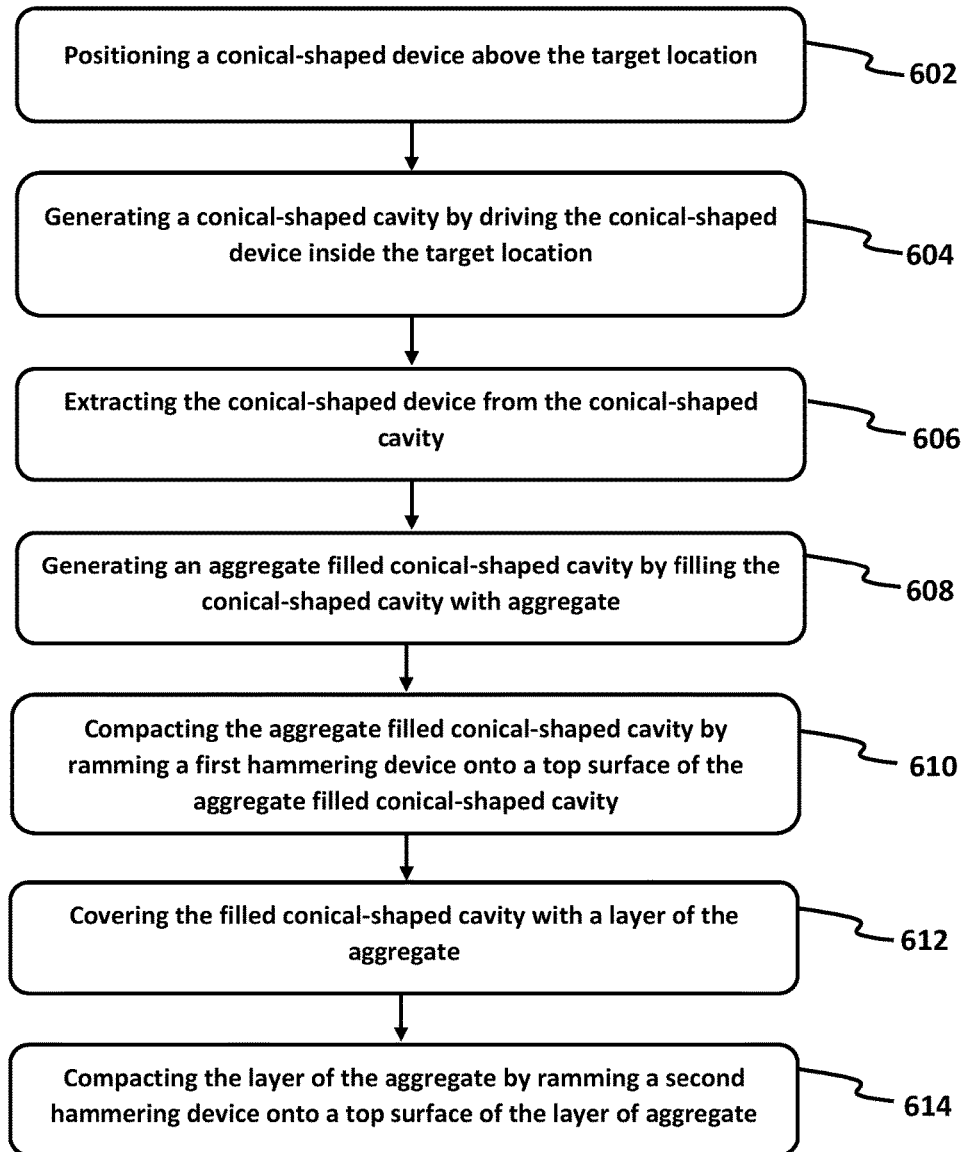 Positioning a conical-shaped device above the target location
602
Generating a conical-shaped cavity by driving the conical-shaped
device inside the target location
604
Extracting the conical-shaped device from the conical-shaped
cavity
606
Generating an aggregate filled conical-shaped cavity by filling the
conical-shaped cavity with aggregate
608
Compacting the aggregate filled conical-shaped cavity by
ramming a first hammering device onto a top surface of the
aggregate filled conical-shaped cavity
610
Covering the filled conical-shaped cavity with a layer of the
aggregate
612
Compacting the layer of the aggregate by ramming a second
hammering device onto a top surface of the layer of aggregate
614